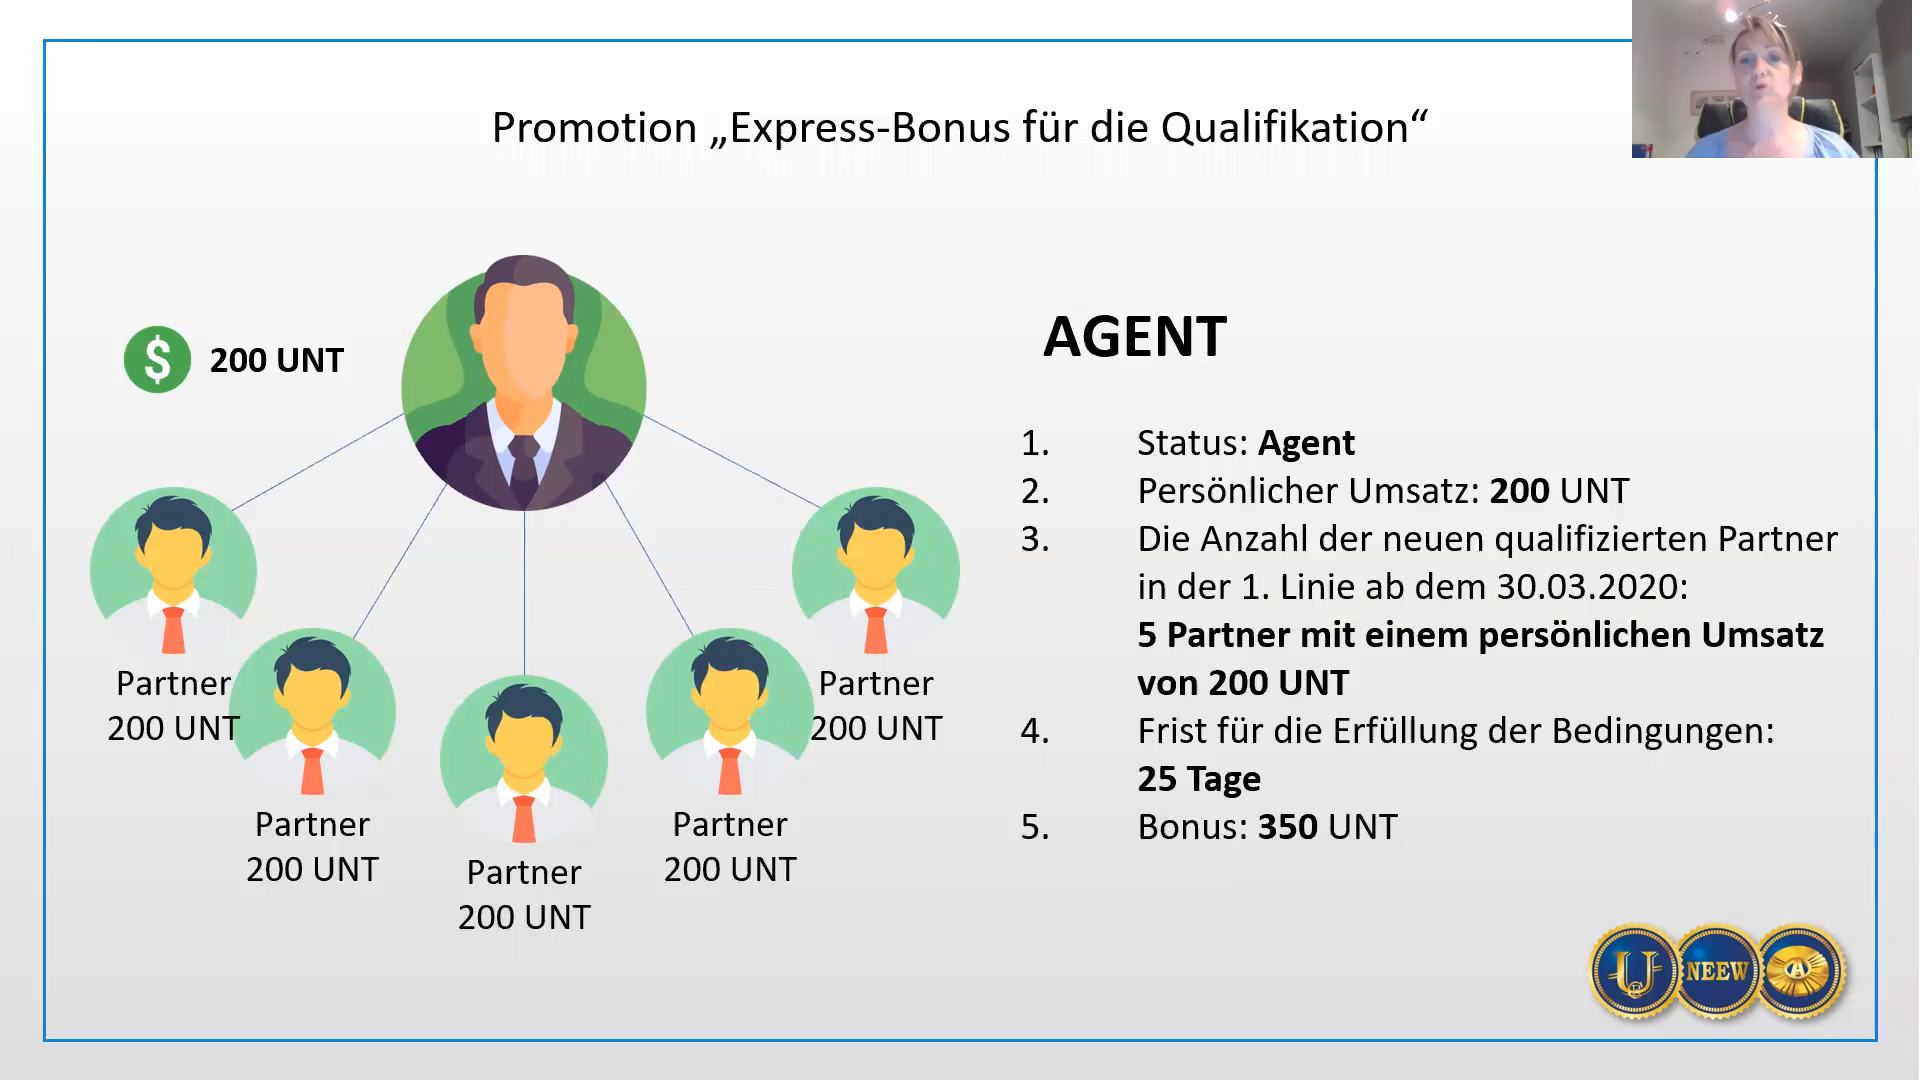 Promotion „Express-Bonus für die Qualifikation“
200 UNT
Partner
200 UNT
Partner
200 UNT
Partner
200 UNT
Partner
200 UNT
Partner
200 UNT
AGENT
1. Status: Agent
2. Persönlicher Umsatz: 200 UNT
3. Die Anzahl der neuen qualifizierten Partner
in der 1. Linie ab dem 30.03.2020:
5 Partner mit einem persönlichen Umsatz
von 200 UNT
4. Frist für die Erfüllung der Bedingungen:
25 Tage
5. Bonus: 350 UNT
NEEW